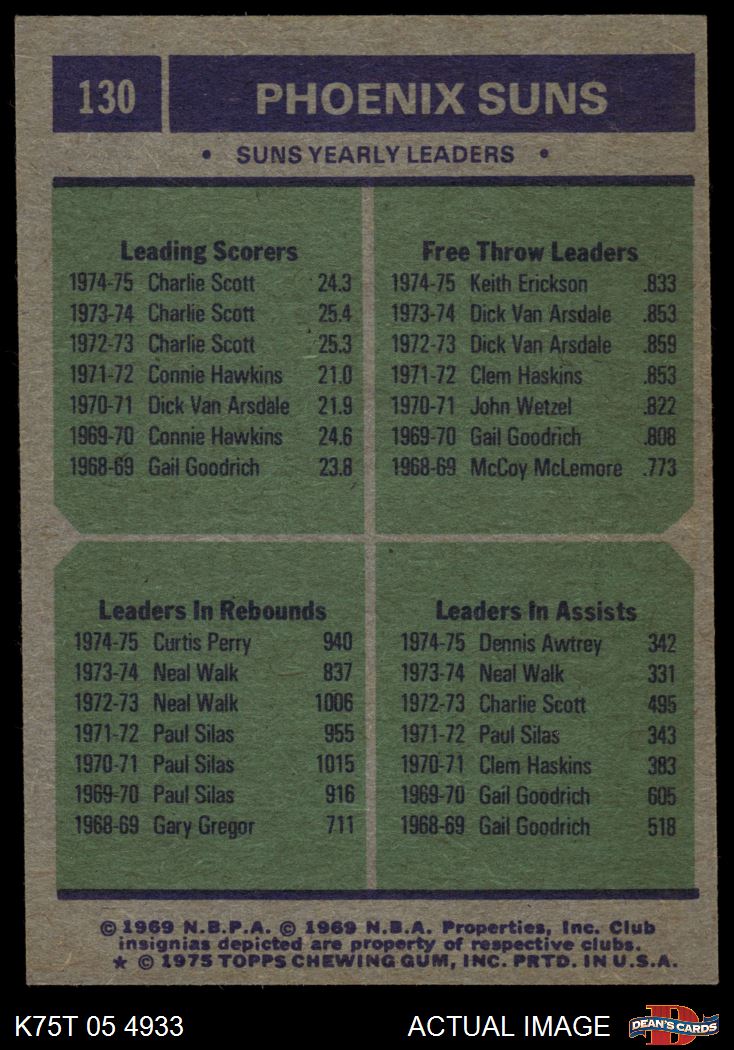 130 PHOENIX SUNS
• SUNS YEARLY LEADERS •
Leading Scorers
1974-75 Charlie Scott 24.3
1973-74 Charlie Scott 25.4
1972-73 Charlie Scott 25.3
1971-72 Connie Hawkins 21.0
1970-71 Dick Van Arsdale 21.9
1969-70 Connie Hawkins 24.6
1968-69 Gail Goodrich 23.8
Free Throw Leaders
1974-75 Keith Erickson .833
1973-74 Dick Van Arsdale .853
1972-73 Dick Van Arsdale .859
1971-72 Clem Haskins .853
1970-71 John Wetzel .822
1969-70 Gail Goodrich .808
1968-69 McCoy McLemore .773
Leaders In Rebounds
1974-75 Curtis Perry 940
1973-74 Neal Walk 837
1972-73 Neal Walk 1006
1971-72 Paul Silas 955
1970-71 Paul Silas 1015
1969-70 Paul Silas 916
1968-69 Gary Gregor 711
Leaders In Assists
1974-75 Dennis Awtrey 342
1973-74 Neal Walk 331
1972-73 Charlie Scott 495
1971-72 Paul Silas 343
1970-71 Clem Haskins 383
1969-70 Gail Goodrich 605
1968-69 Gail Goodrich 518
© 1969 N.B.P.A. © 1969 N.B.A. Properties, Inc. Club
insignias depicted are property of respective clubs.
★ © 1975 TOPPS CHEWING GUM, INC. PRTD. IN U.S.A.
K75T 05 4933 ACTUAL IMAGE
D
DEAN'S CARDS